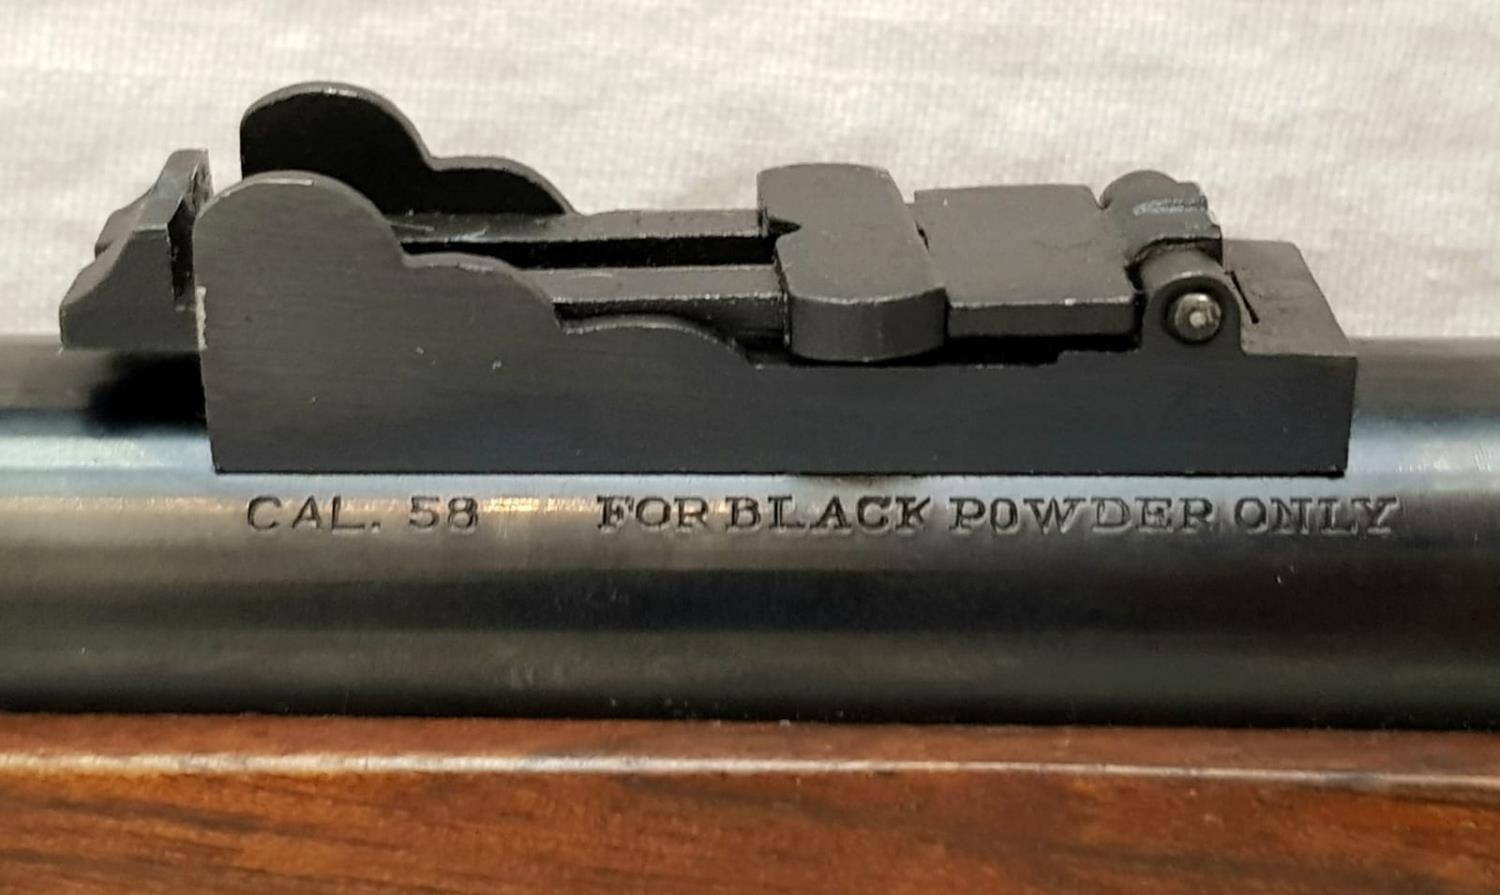 CAL. 58 FOR BLACK POWDER ONLY